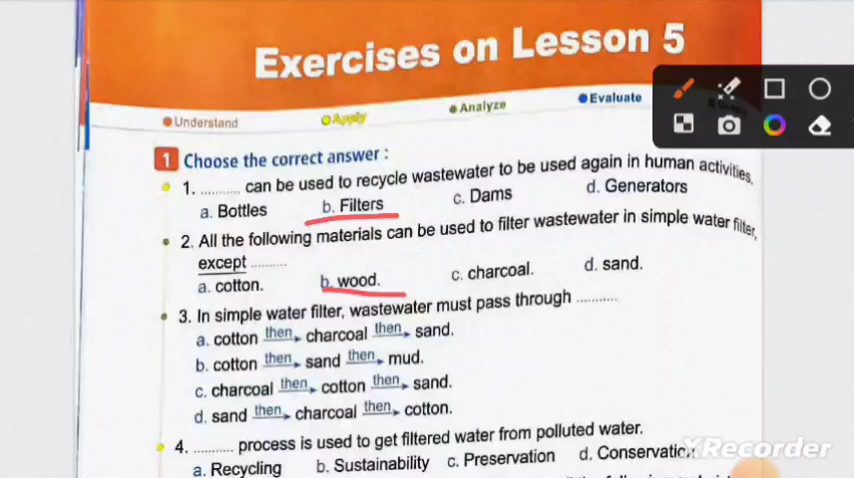 Exercises on Lesson 5
Understand Apply Analyze Evaluate
1 Choose the correct answer :
1. .......... can be used to recycle wastewater to be used again in human activities.
a. Bottles b. Filters c. Dams d. Generators
2. All the following materials can be used to filter wastewater in simple water filter,
except ..........
a. cotton. b. wood. c. charcoal. d. sand.
3. In simple water filter, wastewater must pass through ..........
a. cotton then charcoal then sand.
b. cotton then sand then mud.
c. charcoal then cotton then sand.
d. sand then charcoal then cotton.
4. .......... process is used to get filtered water from polluted water.
a. Recycling b. Sustainability c. Preservation d. Conservation
XRecorder